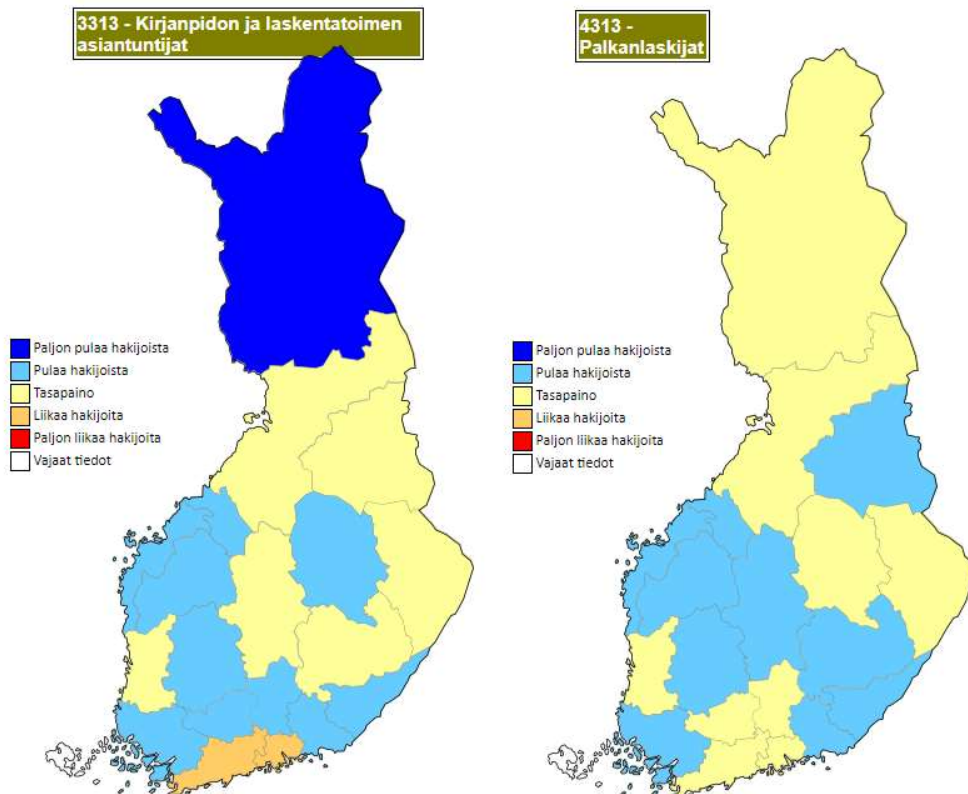 3313 - Kirjanpidon ja laskentatoimen
asiantuntijat
Paljon pulaa hakijoista
Pulaa hakijoista
Tasapaino
Liikaa hakijoita
Paljon liikaa hakijoita
Vajaat tiedot
4313 -
Palkanlaskijat
Paljon pulaa hakijoista
Pulaa hakijoista
Tasapaino
Liikaa hakijoita
Paljon liikaa hakijoita
Vajaat tiedot